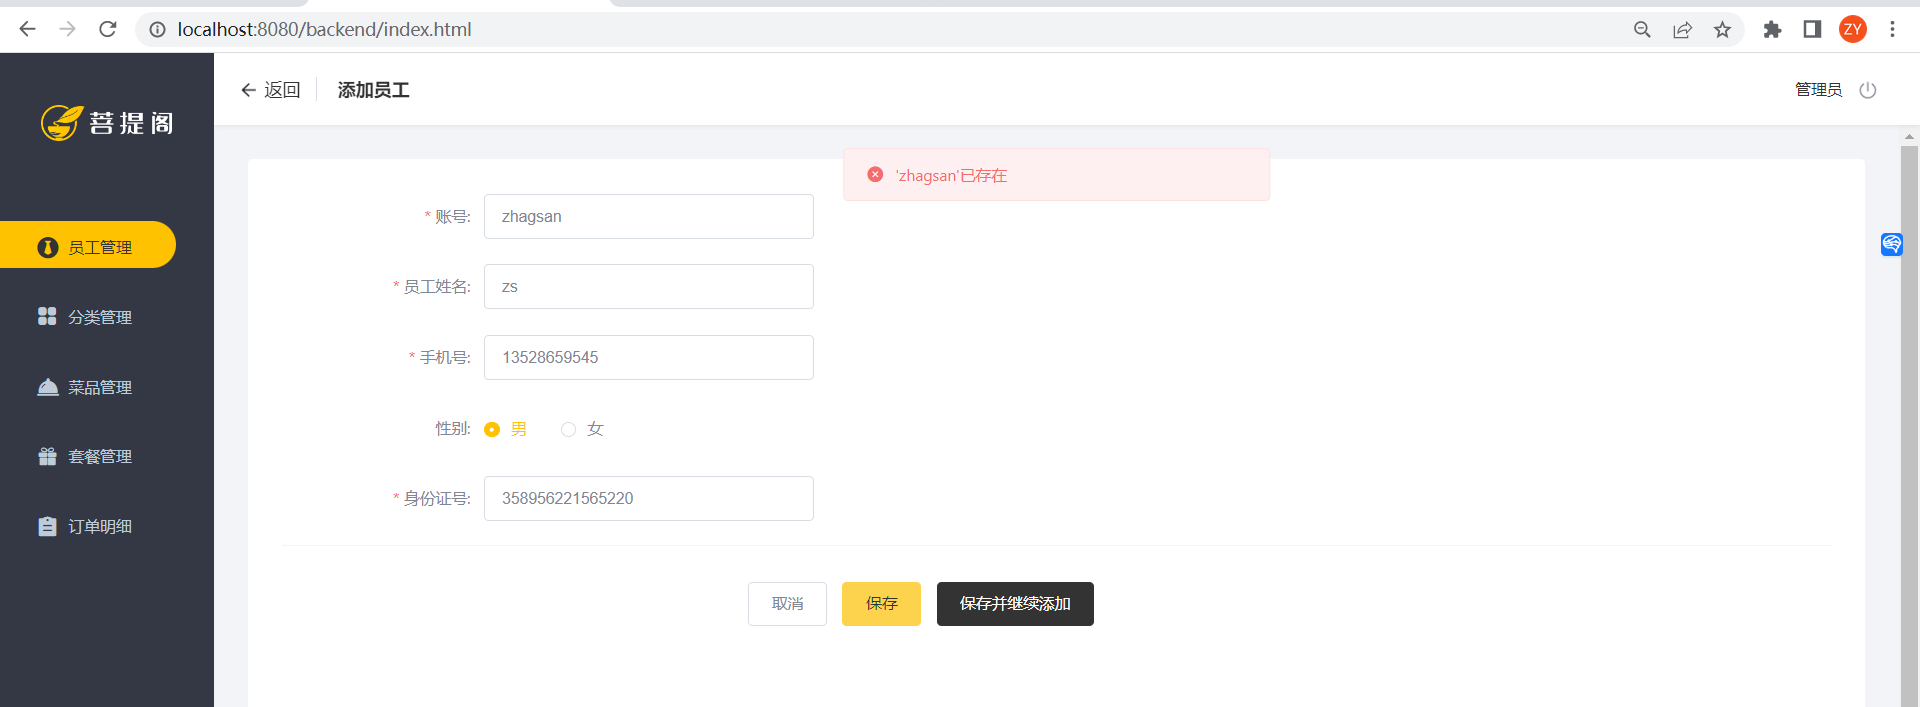 localhost:8080/backend/index.html
ZY
菩提阁
返回
添加员工
管理员
'zhagsan'已存在
* 账号:
zhagsan
* 员工姓名:
zs
* 手机号:
13528659545
性别:
男
女
* 身份证号:
358956221565220
取消
保存
保存并继续添加
员工管理
分类管理
菜品管理
套餐管理
订单明细